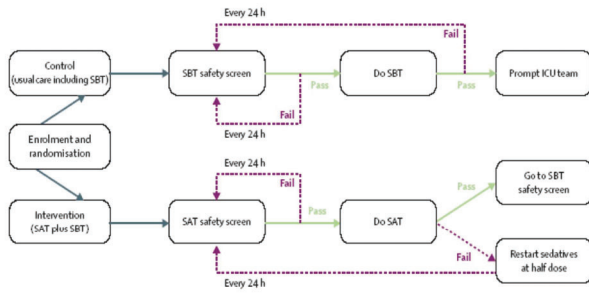 Every 24 h
Fail
Control
(usual care including SBT)
SBT safety screen
Do SBT
Prompt ICU team
Pass
Pass
Fail
Every 24 h
Enrolment and
randomisation
Every 24 h
Fail
Go to SBT
safety screen
Pass
Intervention
(SAT plus SBT)
SAT safety screen
Pass
Do SAT
Fail
Restart sedatives
at half dose
Every 24 h